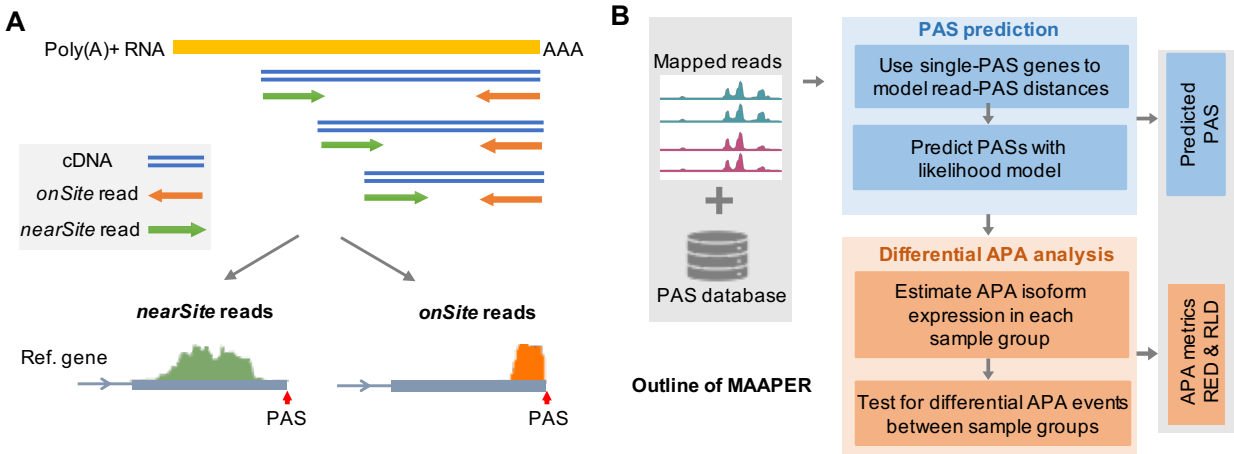 A
Poly(A)+ RNA
AAA
cDNA
onSite read
nearSite read
nearSite reads
onSite reads
Ref. gene
PAS
PAS
B
Mapped reads
PAS database
Outline of MAAPER
PAS prediction
Use single-PAS genes to
model read-PAS distances
Predict PASs with
likelihood model
Differential APA analysis
Estimate APA isoform
expression in each
sample group
Test for differential APA events
between sample groups
Predicted
PAS
APA metrics
RED & RLD